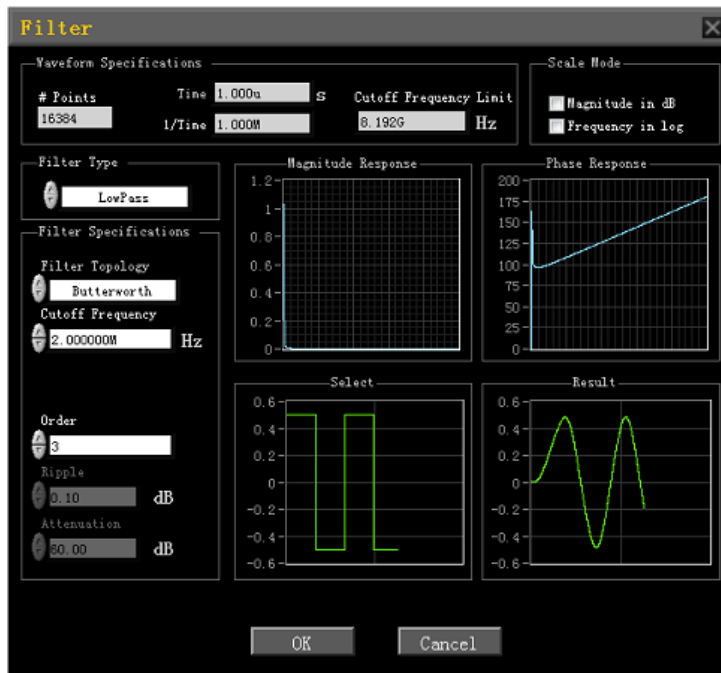 Filter
Waveform Specifications
# Points
16384
Time 1.000u S
1/Time 1.000M
Cutoff Frequency Limit
8.192G Hz
Scale Mode
Magnitude in dB
Frequency in log
Filter Type
LowPass
Filter Specifications
Filter Topology
Butterworth
Cutoff Frequency
2.000000M Hz
Order
3
Ripple
0.10 dB
Attenuation
60.00 dB
Magnitude Response
1.2
1
0.8
0.6
0.4
0.2
0
Phase Response
200
175
150
125
100
75
50
25
0
Select
0.6
0.4
0.2
0
-0.2
-0.4
-0.6
Result
0.6
0.4
0.2
0
-0.2
-0.4
-0.6
OK
Cancel